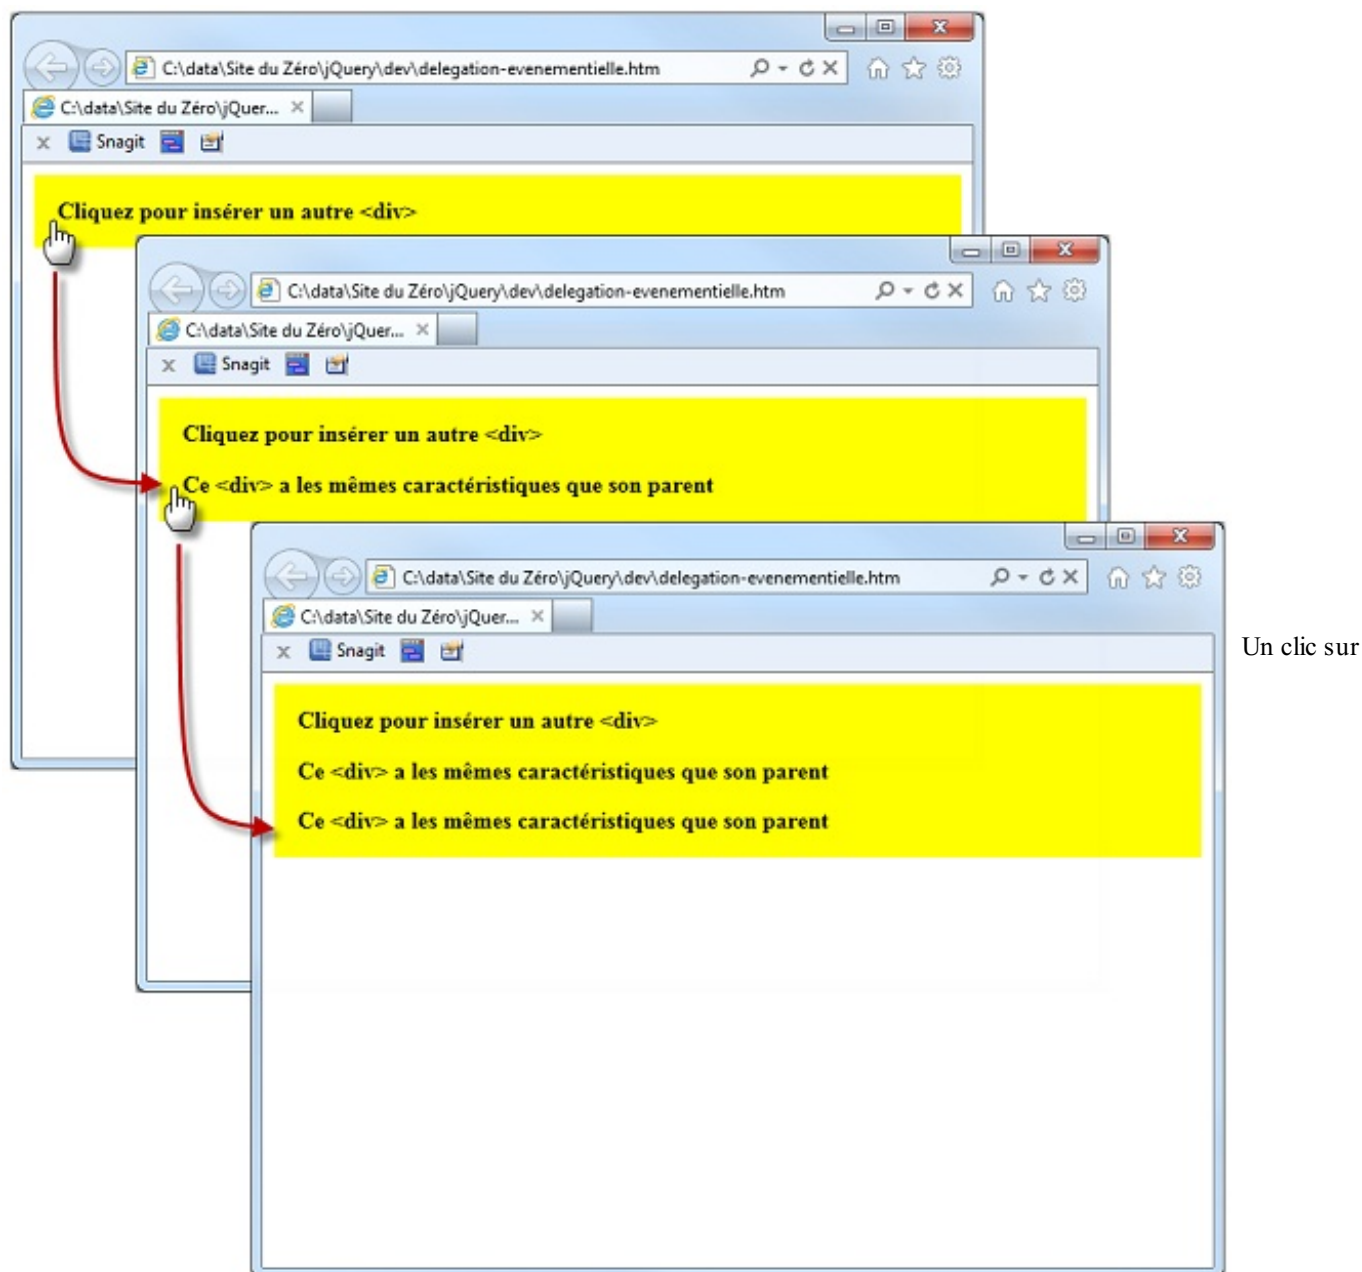 C:\data\Site du Zéro\jQuery\dev\delegation-evenementielle.htm
C:\data\Site du Zéro\jQuer...
x Snagit
Cliquez pour insérer un autre <div>
C:\data\Site du Zéro\jQuery\dev\delegation-evenementielle.htm
C:\data\Site du Zéro\jQuer...
x Snagit
Cliquez pour insérer un autre <div>
Ce <div> a les mêmes caractéristiques que son parent
C:\data\Site du Zéro\jQuery\dev\delegation-evenementielle.htm
C:\data\Site du Zéro\jQuer...
x Snagit
Cliquez pour insérer un autre <div>
Ce <div> a les mêmes caractéristiques que son parent
Ce <div> a les mêmes caractéristiques que son parent
Un clic sur